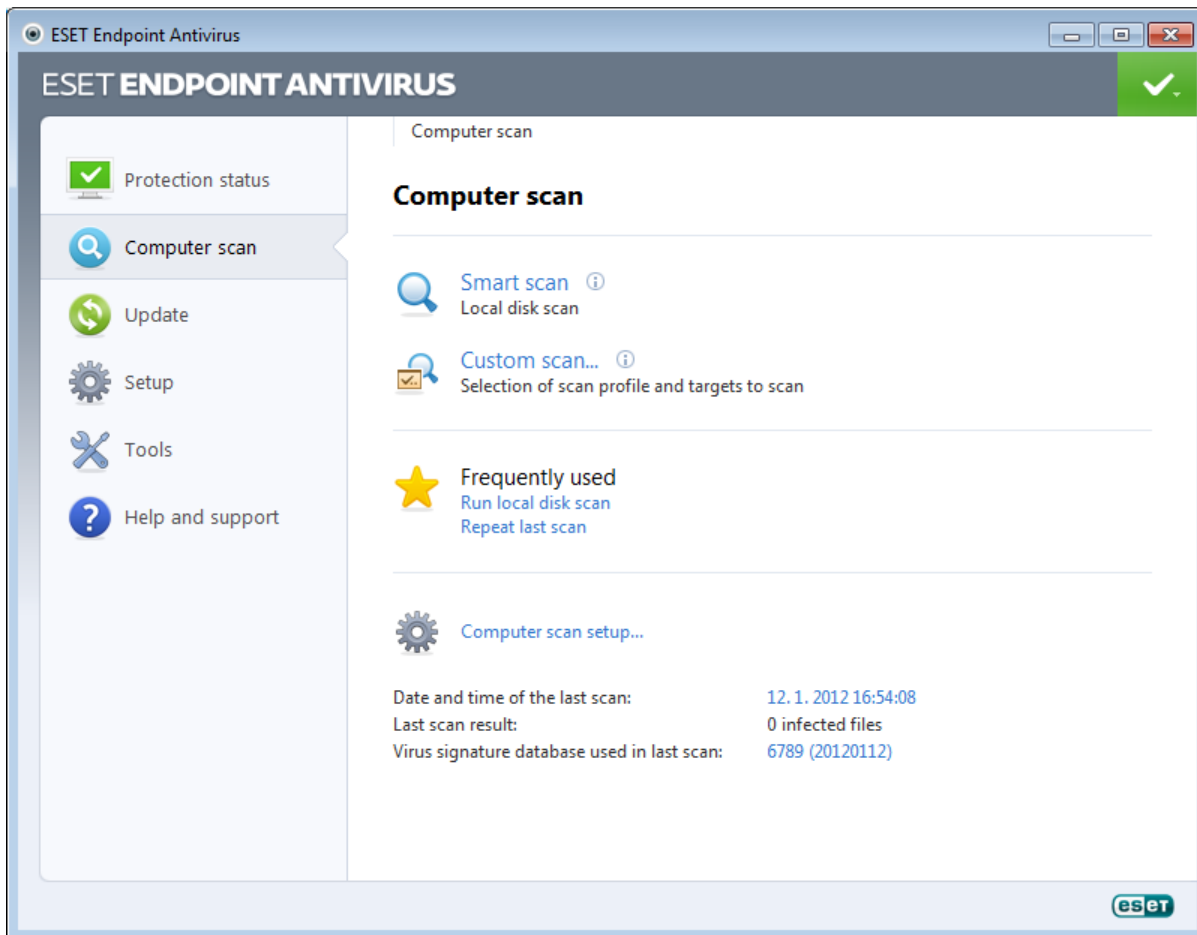 ESET Endpoint Antivirus
ESET ENDPOINT ANTIVIRUS
Protection status
Computer scan
Update
Setup
Tools
Help and support
Computer scan
Computer scan
Smart scan
Local disk scan
Custom scan...
Selection of scan profile and targets to scan
Frequently used
Run local disk scan
Repeat last scan
Computer scan setup...
Date and time of the last scan: 12. 1. 2012 16:54:08
Last scan result: 0 infected files
Virus signature database used in last scan: 6789 (20120112)
eset